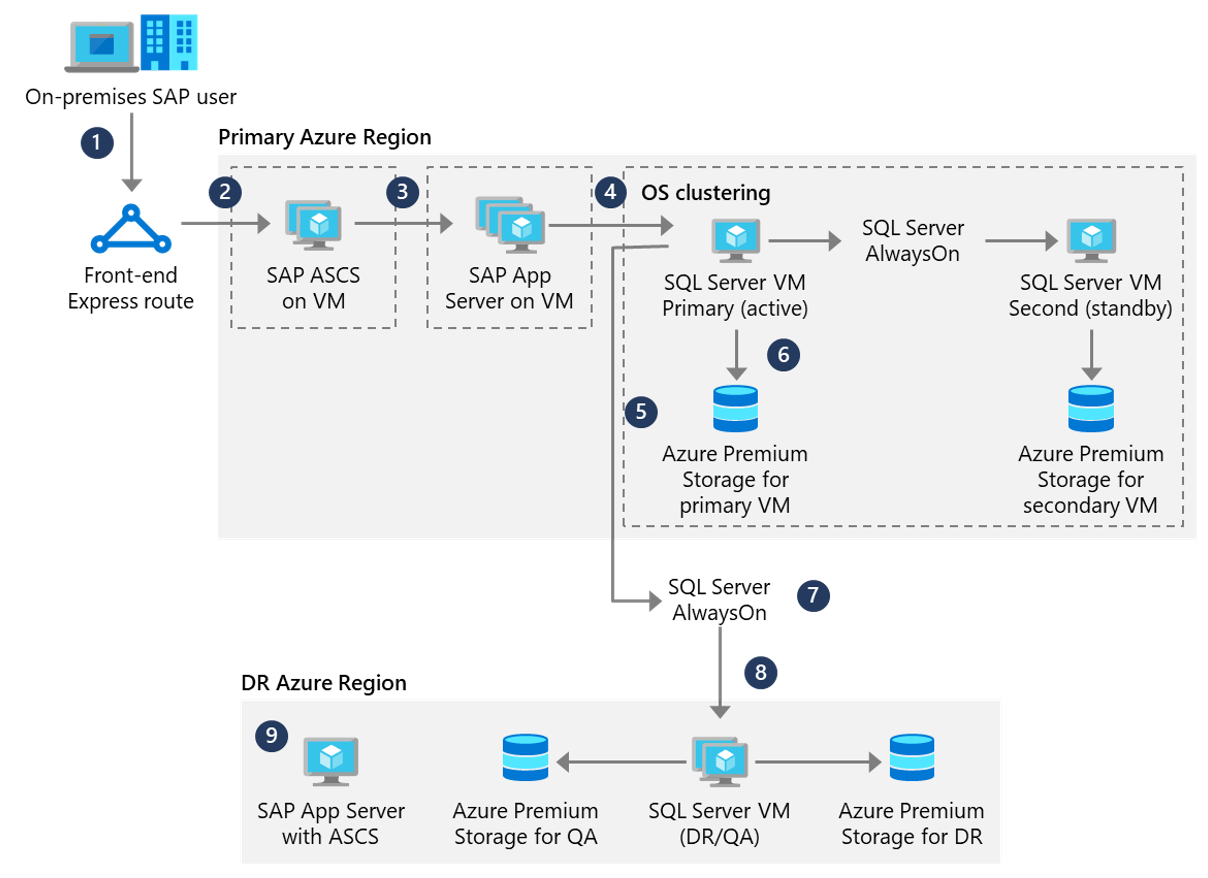 On-premises SAP user
1
Primary Azure Region
2
3
4
OS clustering
SAP ASCS
on VM
SAP App
Server on VM
Front-end
Express route
SQL Server VM
Primary (active)
SQL Server
AlwaysOn
SQL Server VM
Second (standby)
6
5
Azure Premium
Storage for
primary VM
Azure Premium
Storage for
secondary VM
SQL Server
AlwaysOn
7
8
DR Azure Region
9
SAP App Server
with ASCS
Azure Premium
Storage for QA
SQL Server VM
(DR/QA)
Azure Premium
Storage for DR